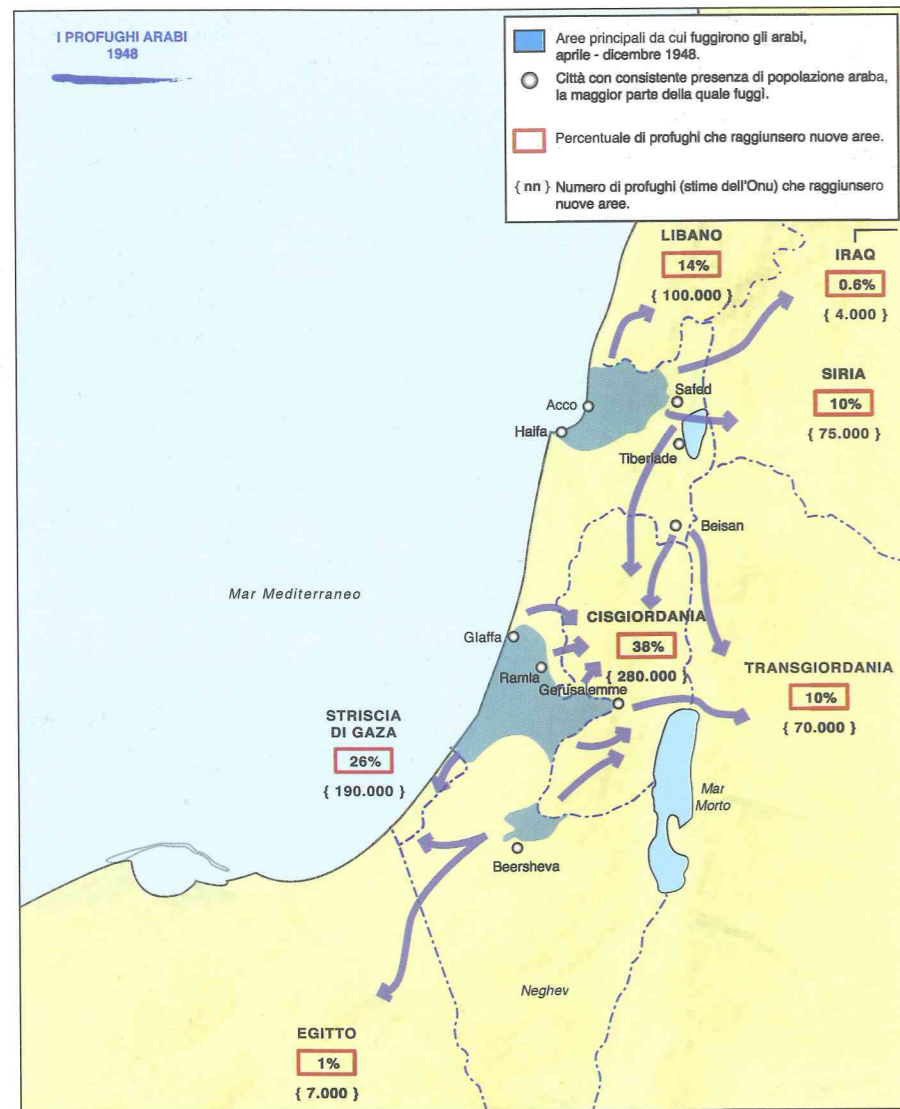 I PROFUGHI ARABI
1948
Aree principali da cui fuggirono gli arabi,
aprile - dicembre 1948.
Città con consistente presenza di popolazione araba,
la maggior parte della quale fuggì.
Percentuale di profughi che raggiunsero nuove aree.
{ nn } Numero di profughi (stime dell'Onu) che raggiunsero
nuove aree.
LIBANO
14%
{ 100.000 }
IRAQ
0.6%
{ 4.000 }
SIRIA
10%
{ 75.000 }
Safed
Acco
Haifa
Tiberiade
Beisan
Mar Mediterraneo
CISGIORDANIA
38%
{ 280.000 }
Giaffa
Ramla
Gerusalemme
TRANSGIORDANIA
10%
{ 70.000 }
STRISCIA
DI GAZA
26%
{ 190.000 }
Mar
Morto
Beersheva
Neghev
EGITTO
1%
{ 7.000 }